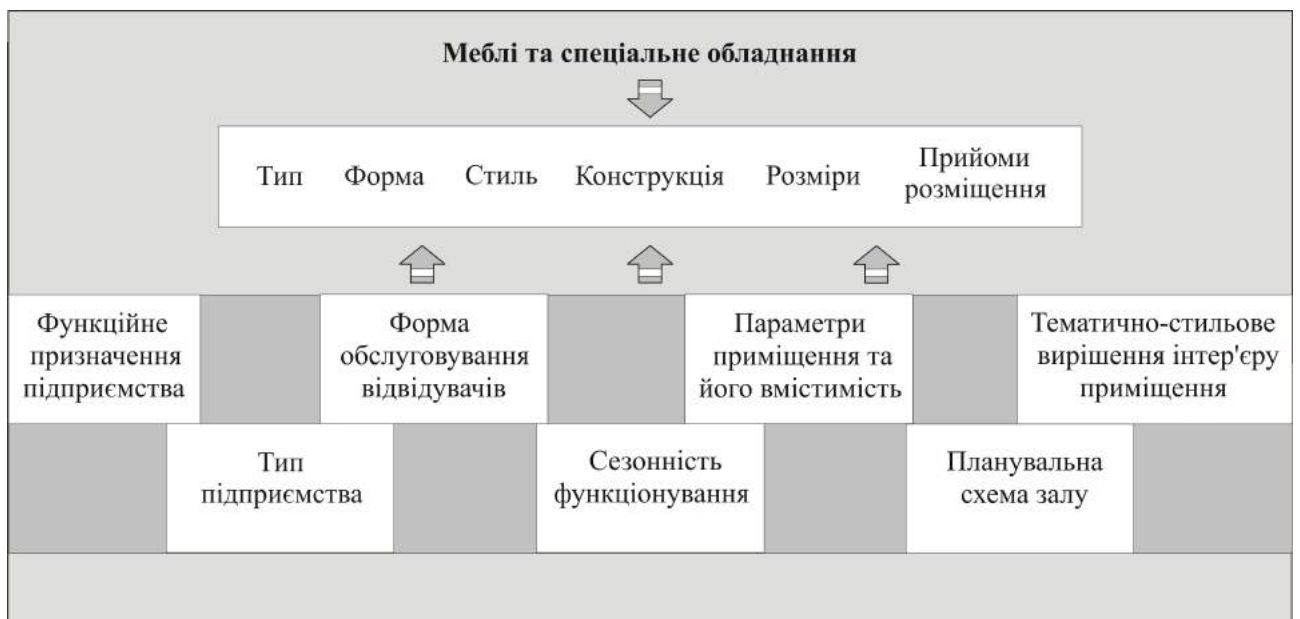 Меблі та спеціальне обладнання
Тип Форма Стиль Конструкція Розміри Прийоми розміщення
Функційне
призначення
підприємства
Форма
обслуговування
відвідувачів
Параметри
приміщення та
його вмістимість
Тематично-стильове
вирішення інтер'єру
приміщення
Тип
підприємства
Сезонність
функціонування
Планувальна
схема залу